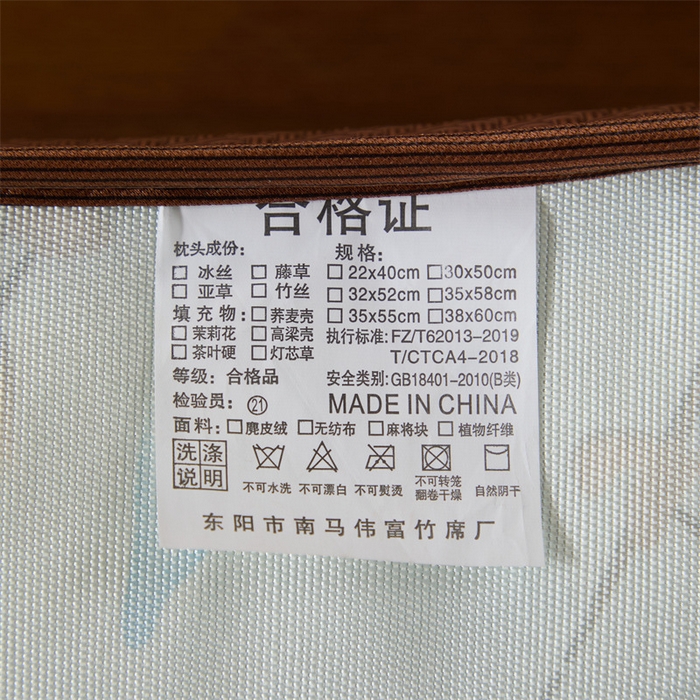 合格证
枕头成份: 规格:
□ 冰丝 □ 藤草 □22x40cm □30x50cm
□ 亚草 □ 竹丝 □32x52cm □35x58cm
填充物: □荞麦壳 □35x55cm □38x60cm
□ 茉莉花 □ 高梁壳 执行标准: FZ/T62013-2019
□ 茶叶硬 □ 灯芯草 T/CTCA4-2018
等级: 合格品 安全类别: GB18401-2010(B类)
检验员: ㉑ MADE IN CHINA
面料: □麂皮绒 □无纺布 □麻将块 □植物纤维
洗涤
说明
不可水洗 不可漂白 不可熨烫 不可转笼翻卷干燥 自然阴干
东阳市南马伟富竹席厂